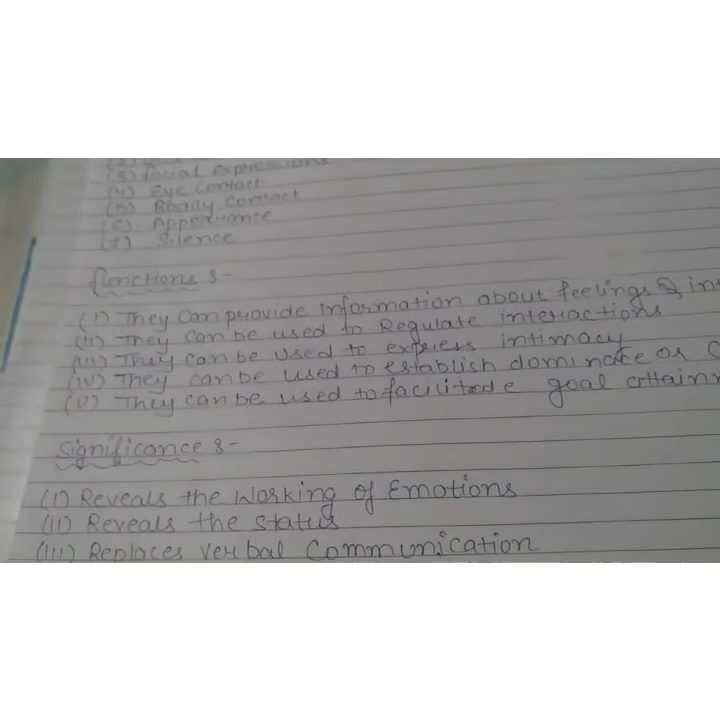 (3) facial expressions
(4) Eye Contact
(5) Bodily Contact
(6) Appearance
(7) Silence
functions :-
(i) They can provide information about feelings &
(ii) They can be used to Regulate interactions
(iii) They can be used to express intimacy
(iv) They can be used to establish dominate or
(v) They can be used to facilitate goal
Significance :-
(i) Reveals the Working of Emotions
(ii) Reveals the status
(iii) Replaces verbal Communication